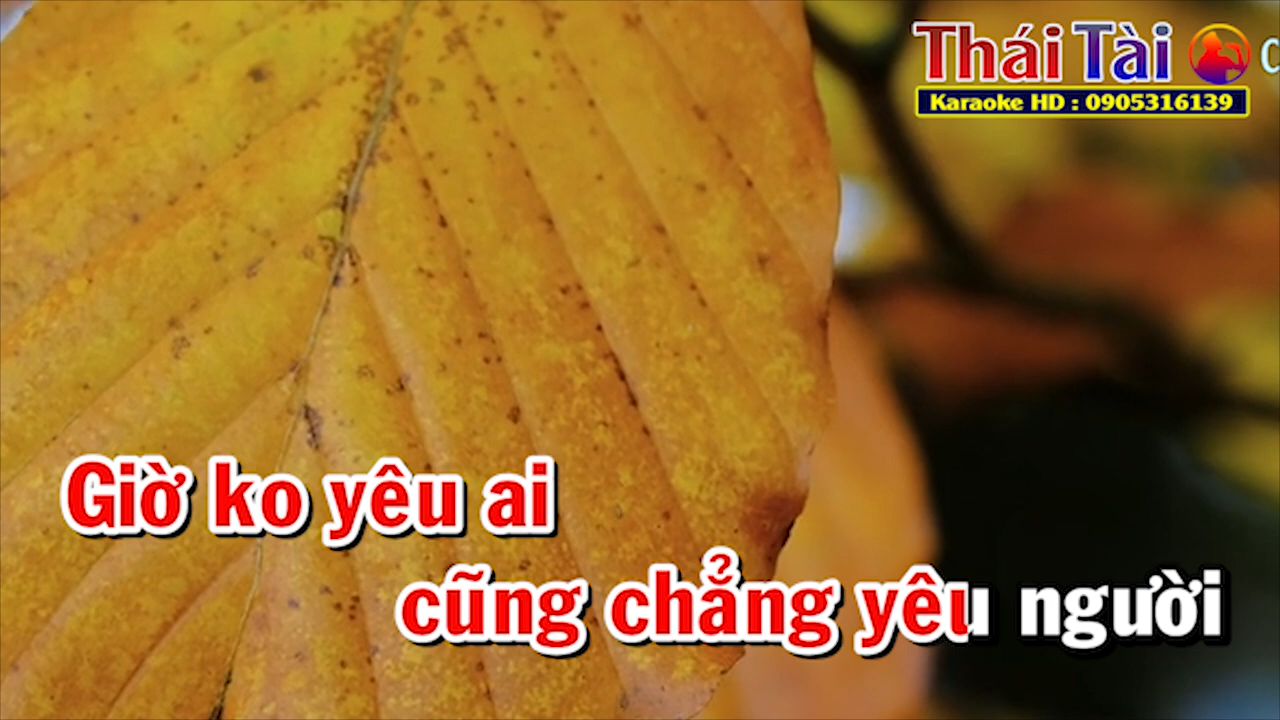 Thái Tài C
Karaoke HD : 0905316139
Giờ ko yêu ai
cũng chẳng yêu người